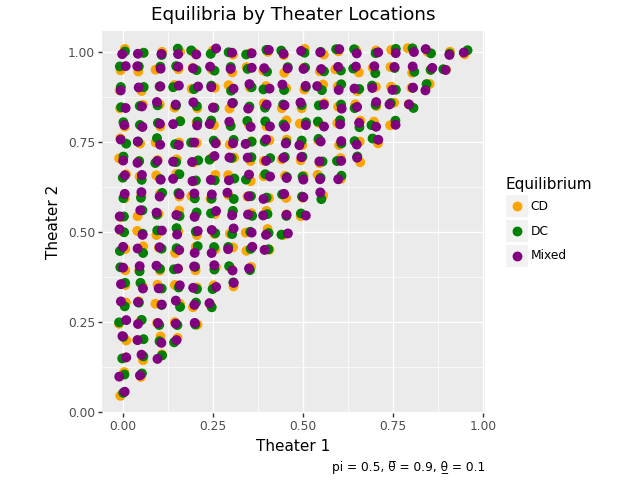 Equilibria by Theater Locations
1.00
0.75
0.50
0.25
0.00
Theater 2
0.00 0.25 0.50 0.75 1.00
Theater 1
Equilibrium
CD
DC
Mixed
pi = 0.5, θ̅ = 0.9, θ̲ = 0.1